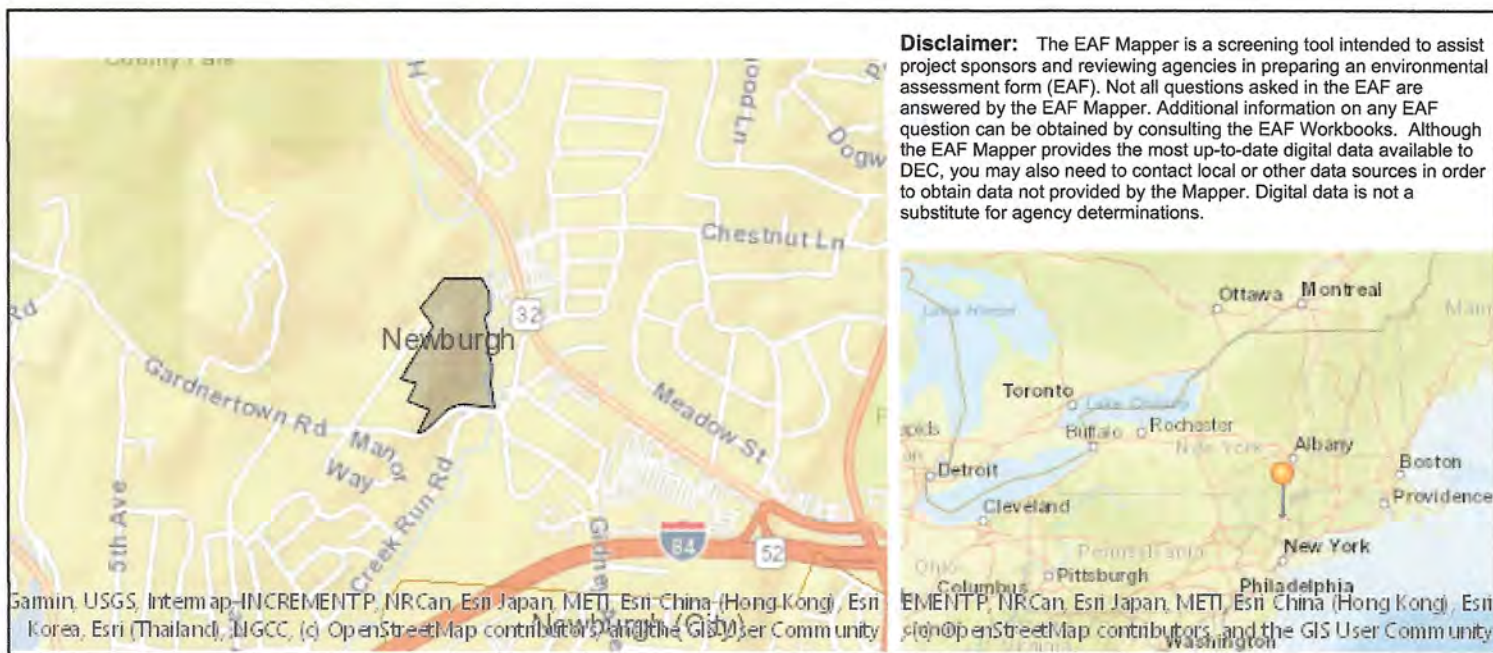 Disclaimer: The EAF Mapper is a screening tool intended to assist
project sponsors and reviewing agencies in preparing an environmental
assessment form (EAF). Not all questions asked in the EAF are
answered by the EAF Mapper. Additional information on any EAF
question can be obtained by consulting the EAF Workbooks. Although
the EAF Mapper provides the most up-to-date digital data available to
DEC, you may also need to contact local or other data sources in order
to obtain data not provided by the Mapper. Digital data is not a
substitute for agency determinations.
Chestnut Ln
32
Newburgh
Gardnertown Rd
Manor
Way
Meadow St
5th Ave
Creek Run Rd
Gidney
84
52
Rd
Garmin, USGS, Intermap, INCREMENT P, NRCan, Esri Japan, METI, Esri China (Hong Kong), Esri
Korea, Esri (Thailand), NGCC, (c) OpenStreetMap contributors, and the GIS User Community
Newburgh (City)
Ottawa
Montreal
Toronto
Buffalo
Rochester
New York
Albany
Boston
Detroit
Providence
Cleveland
Pennsylvania
New York
Columbus
Pittsburgh
Philadelphia
EMENT P, NRCan, Esri Japan, METI, Esri China (Hong Kong), Esri
OpenStreetMap contributors, and the GIS User Community
Washington